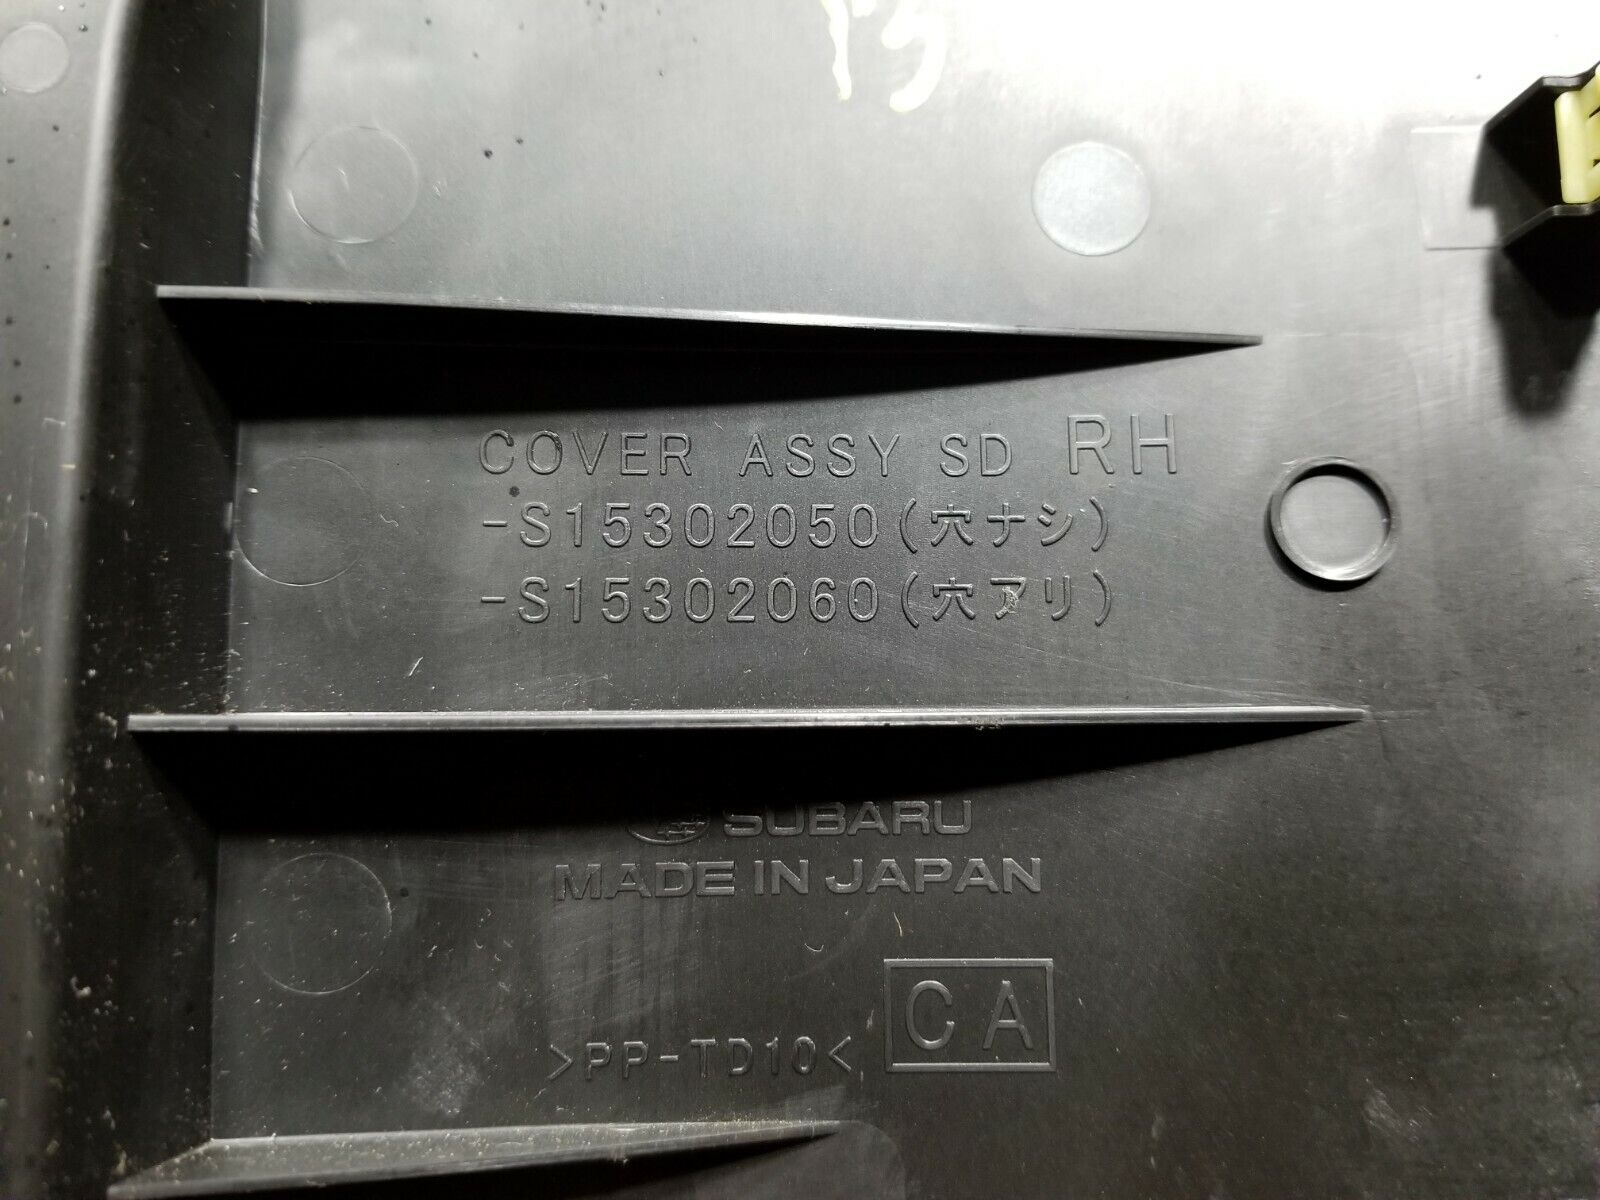 COVER ASSY SD RH
-S15302050(穴ナシ)
-S15302060(穴アリ)
SUBARU
MADE IN JAPAN
CA
>PP-TD10<